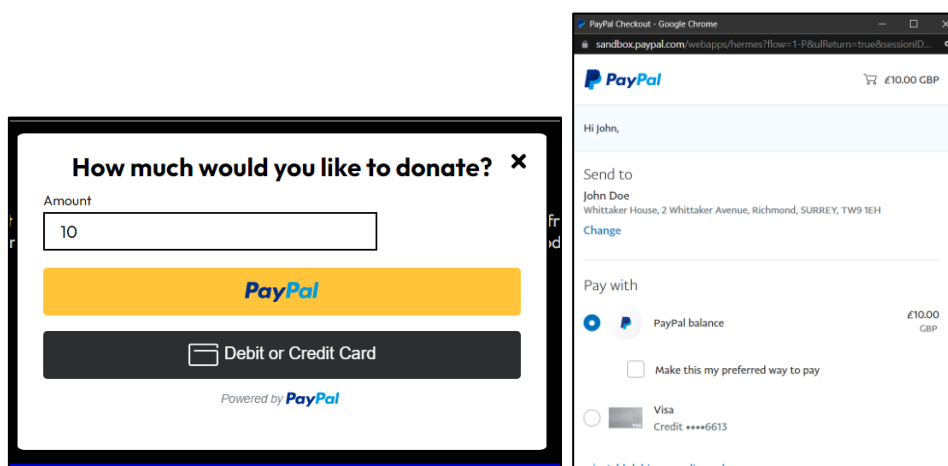 How much would you like to donate?
Amount
10
PayPal
Debit or Credit Card
Powered by PayPal
PayPal Checkout - Google Chrome
sandbox.paypal.com/webapps/hermes?flow=1-P&ulReturn=true&sessionID...
PayPal £10.00 GBP
Hi John,
Send to
John Doe
Whittaker House, 2 Whittaker Avenue, Richmond, SURREY, TW9 1EH
Change
Pay with
PayPal balance £10.00
GBP
Make this my preferred way to pay
Visa
Credit ••••6613